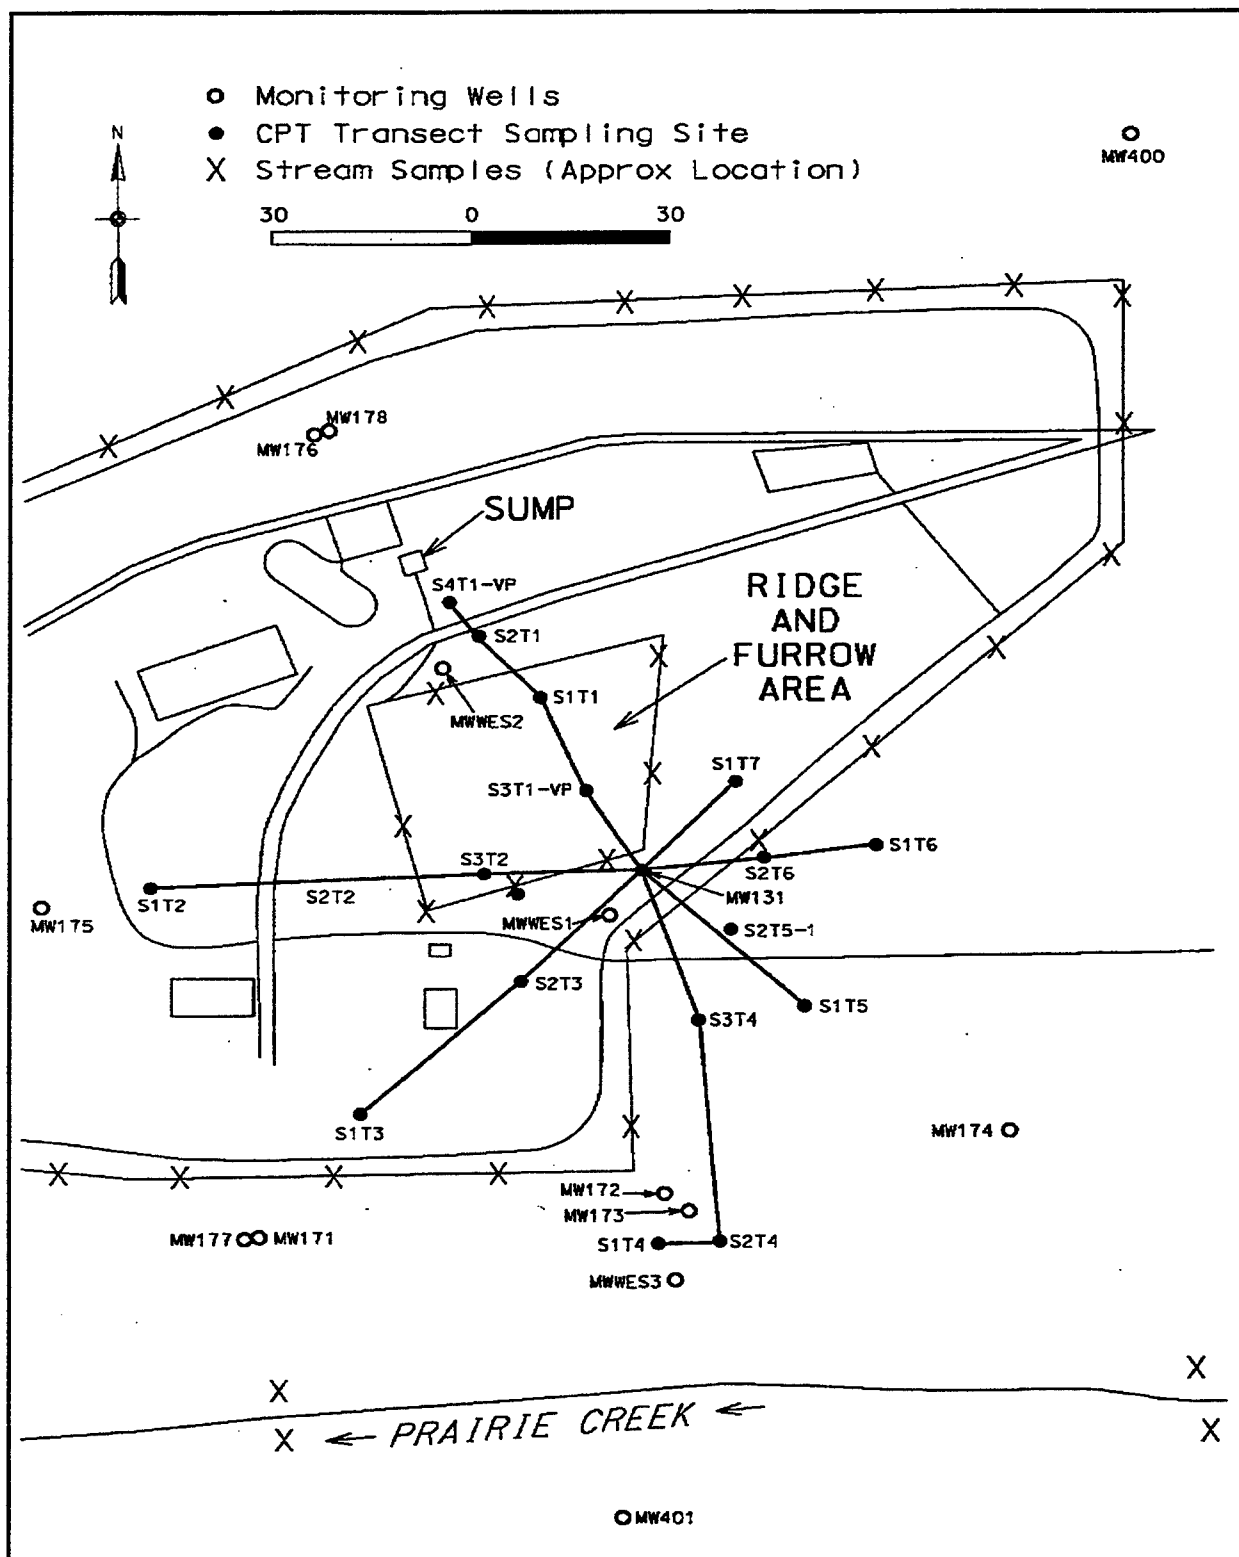 Monitoring Wells
CPT Transect Sampling Site
X Stream Samples (Approx Location)
N
30 0 30
MW400
MW178
MW176
SUMP
S4T1-VP
S2T1
RIDGE
AND
FURROW
AREA
MWWES2
S1T1
S3T1-VP
S1T7
S1T6
S2T6
S3T2
S2T2
S1T2
MW131
MW175
MWWES1
S2T5-1
S2T3
S1T5
S3T4
S1T3
MW174
MW172
MW173
MW177
MW171
S1T4
S2T4
MWWES3
PRAIRIE CREEK
MW401